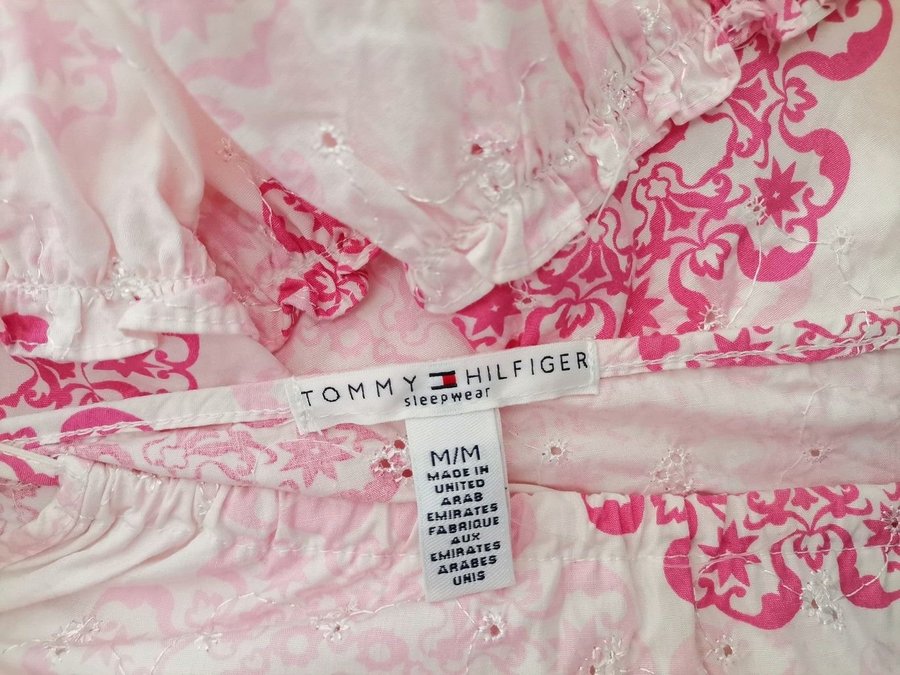 TOMMY HILFIGER
sleepwear
M/M
MADE IN
UNITED
ARAB
EMIRATES
FABRIQUE
AUX
EMIRATES
ARABES
UNIS